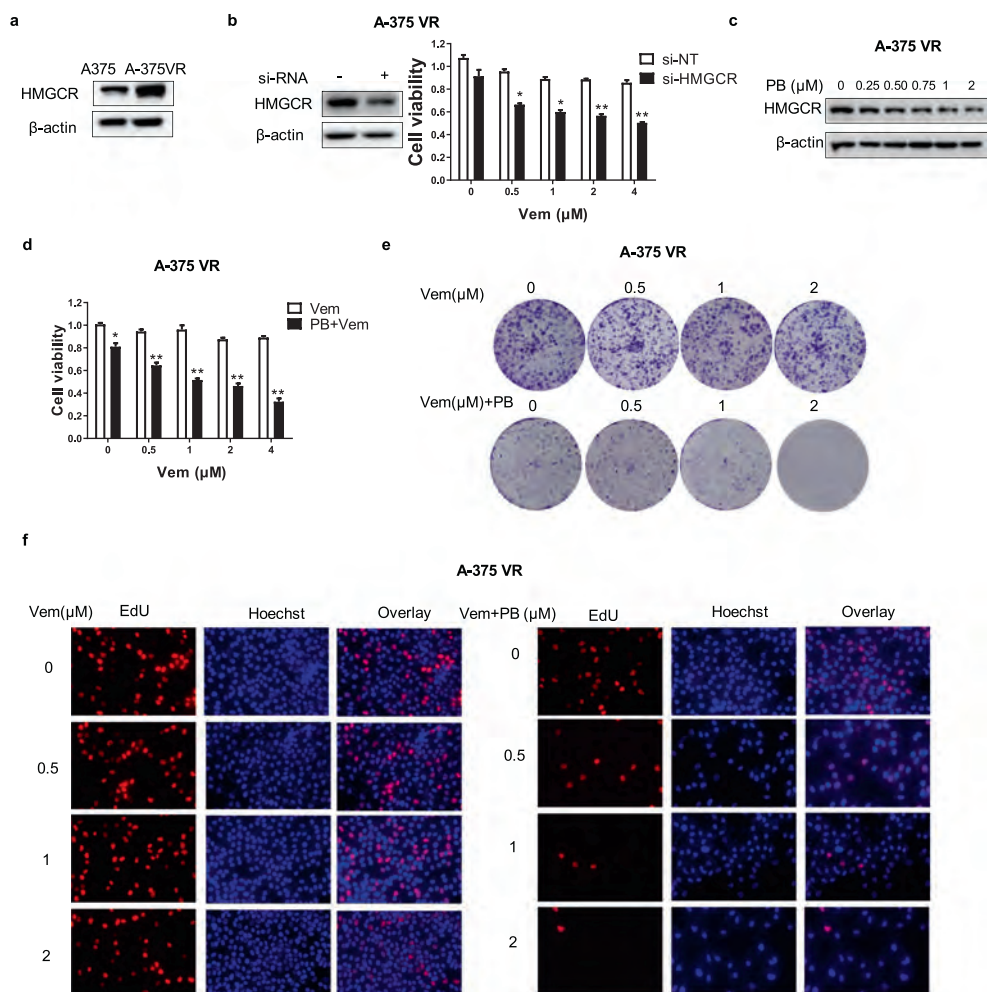 a
A375 A-375VR
HMGCR
β-actin
b
A-375 VR
si-RNA - +
HMGCR
β-actin
Cell viability
1.2
1.0
0.8
0.6
0.4
0.2
0.0
* * ** **
0 0.5 1 2 4
Vem (μM)
si-NT
si-HMGCR
c
A-375 VR
PB (μM) 0 0.25 0.50 0.75 1 2
HMGCR
β-actin
d
A-375 VR
Cell viability
1.2
1.0
0.8
0.6
0.4
0.2
0.0
* ** ** ** **
0 0.5 1 2 4
Vem (μM)
Vem
PB+Vem
e
A-375 VR
Vem(μM) 0 0.5 1 2
Vem(μM)+PB 0 0.5 1 2
f
A-375 VR
Vem(μM) EdU Hoechst Overlay
0
0.5
1
2
Vem+PB (μM) EdU Hoechst Overlay
0
0.5
1
2